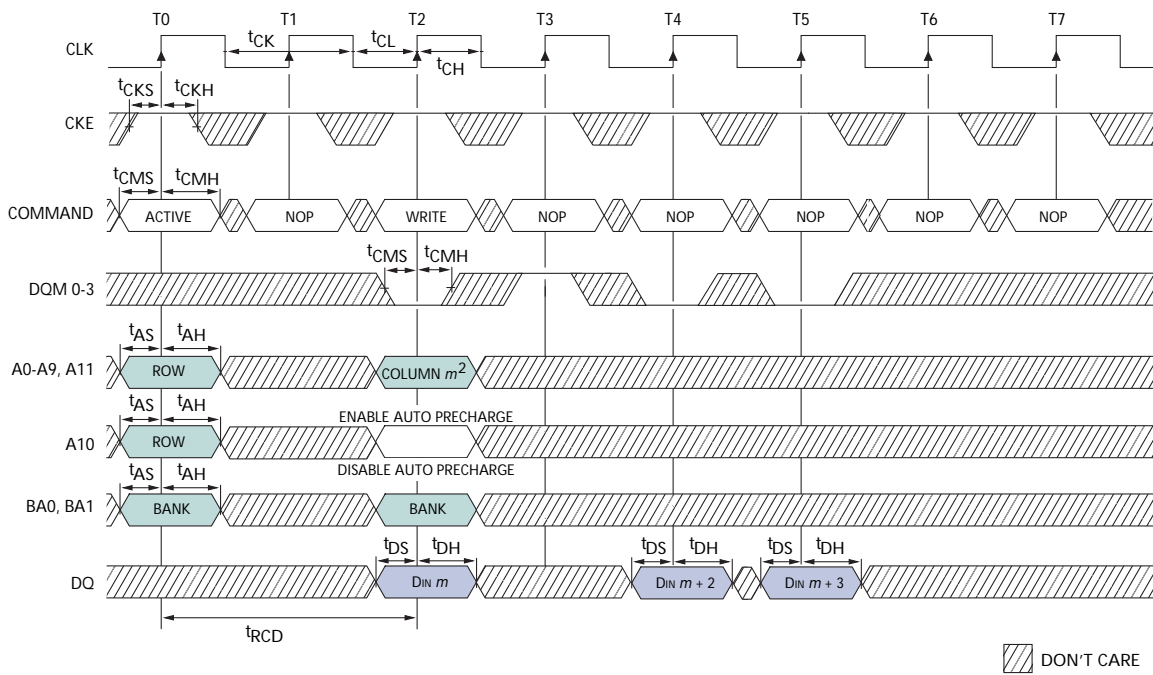 T0 T1 T2 T3 T4 T5 T6 T7
CLK
tCK tCL
tCH
tCKS tCKH
CKE
tCMS tCMH
COMMAND ACTIVE NOP WRITE NOP NOP NOP NOP NOP
tCMS tCMH
DQM 0-3
tAS tAH
A0-A9, A11 ROW COLUMN m2
tAS tAH
ENABLE AUTO PRECHARGE
A10 ROW
DISABLE AUTO PRECHARGE
tAS tAH
BA0, BA1 BANK BANK
tDS tDH tDS tDH tDS tDH
DQ DIN m DIN m + 2 DIN m + 3
tRCD
DON'T CARE